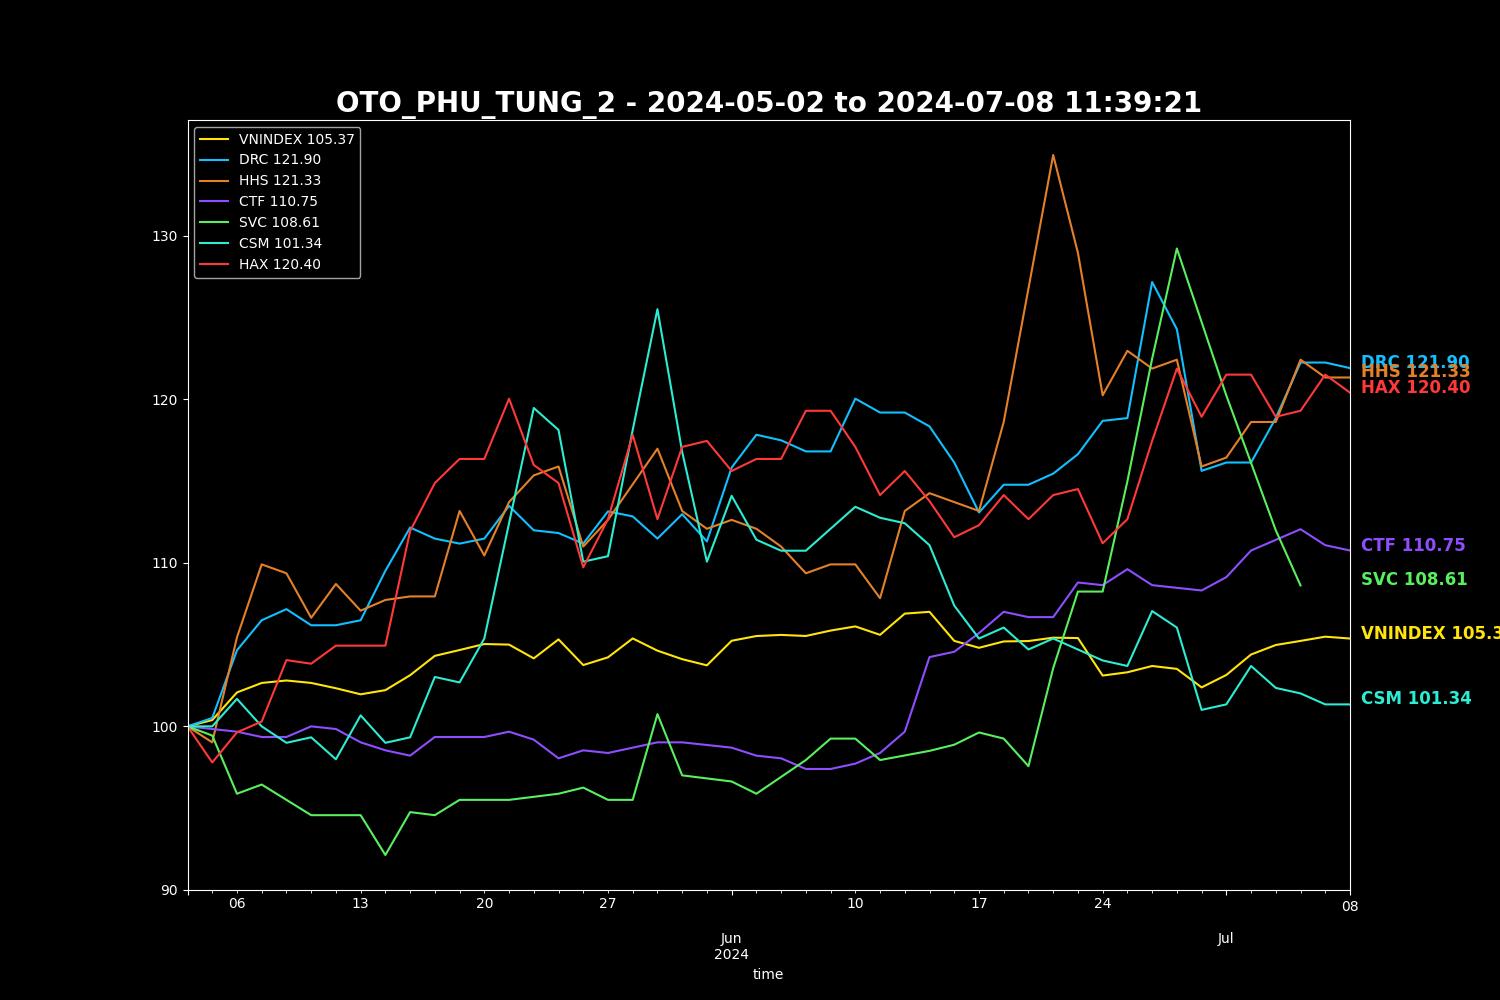 OTO_PHU_TUNG_2 - 2024-05-02 to 2024-07-08 11:39:21
VNINDEX 105.37
DRC 121.90
HHS 121.33
CTF 110.75
SVC 108.61
CSM 101.34
HAX 120.40
130
120
110
100
90
DRC 121.90
HHS 121.33
HAX 120.40
CTF 110.75
SVC 108.61
VNINDEX 105.3
CSM 101.34
06 13 20 27 10 17 24 08
Jun Jul
2024
time